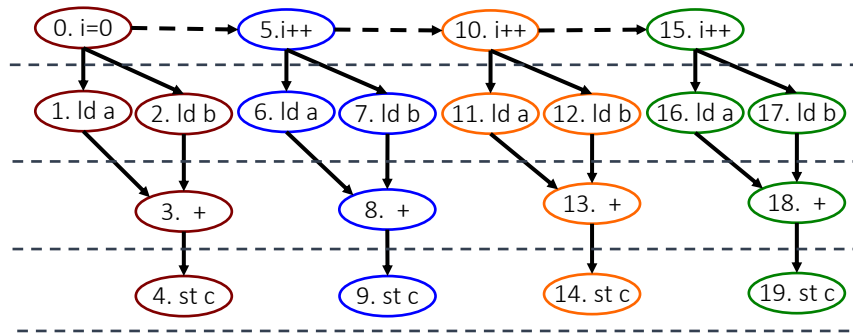 0. i=0
5.i++
10. i++
15. i++
1. ld a
2. ld b
6. ld a
7. ld b
11. ld a
12. ld b
16. ld a
17. ld b
3. +
8. +
13. +
18. +
4. st c
9. st c
14. st c
19. st c